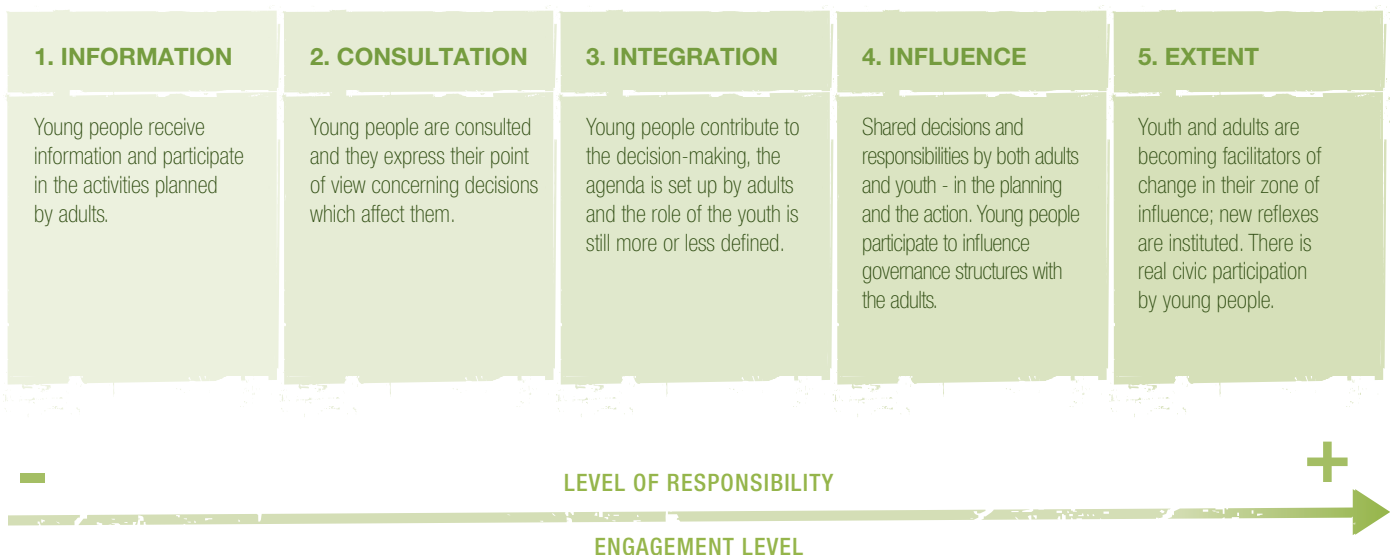 1. INFORMATION
Young people receive
information and participate
in the activities planned
by adults.
2. CONSULTATION
Young people are consulted
and they express their point
of view concerning decisions
which affect them.
3. INTEGRATION
Young people contribute to
the decision-making, the
agenda is set up by adults
and the role of the youth is
still more or less defined.
4. INFLUENCE
Shared decisions and
responsibilities by both adults
and youth - in the planning
and the action. Young people
participate to influence
governance structures with
the adults.
5. EXTENT
Youth and adults are
becoming facilitators of
change in their zone of
influence; new reflexes
are instituted. There is
real civic participation
by young people.
- +
LEVEL OF RESPONSIBILITY
ENGAGEMENT LEVEL